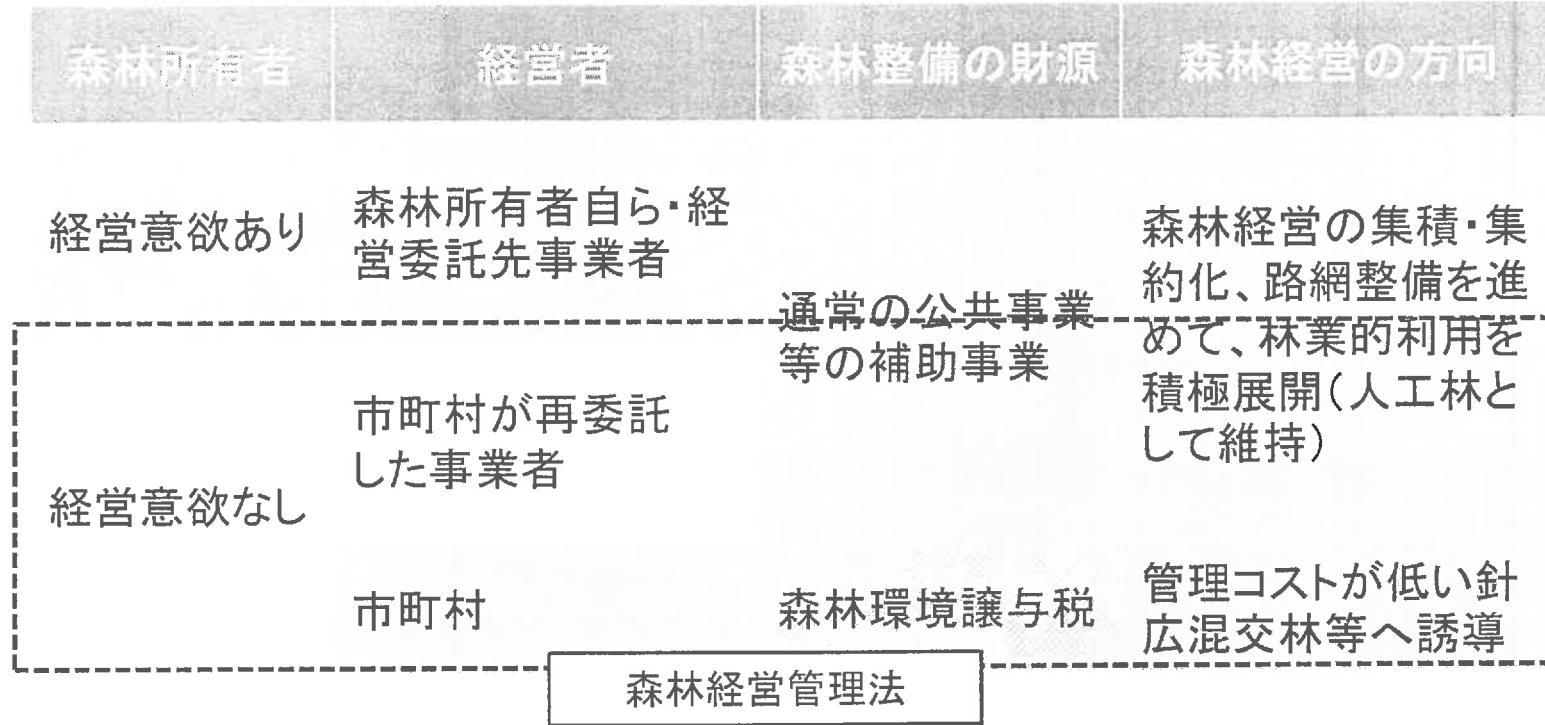 森林所有者
経営者
森林整備の財源
森林経営の方向
経営意欲あり
森林所有者自ら・経
営委託先事業者
通常の公共事業
等の補助事業
森林経営の集積・集
約化、路網整備を進
めて、林業的利用を
積極展開(人工林と
して維持)
経営意欲なし
市町村が再委託
した事業者
市町村
森林環境譲与税
管理コストが低い針
広混交林等へ誘導
森林経営管理法